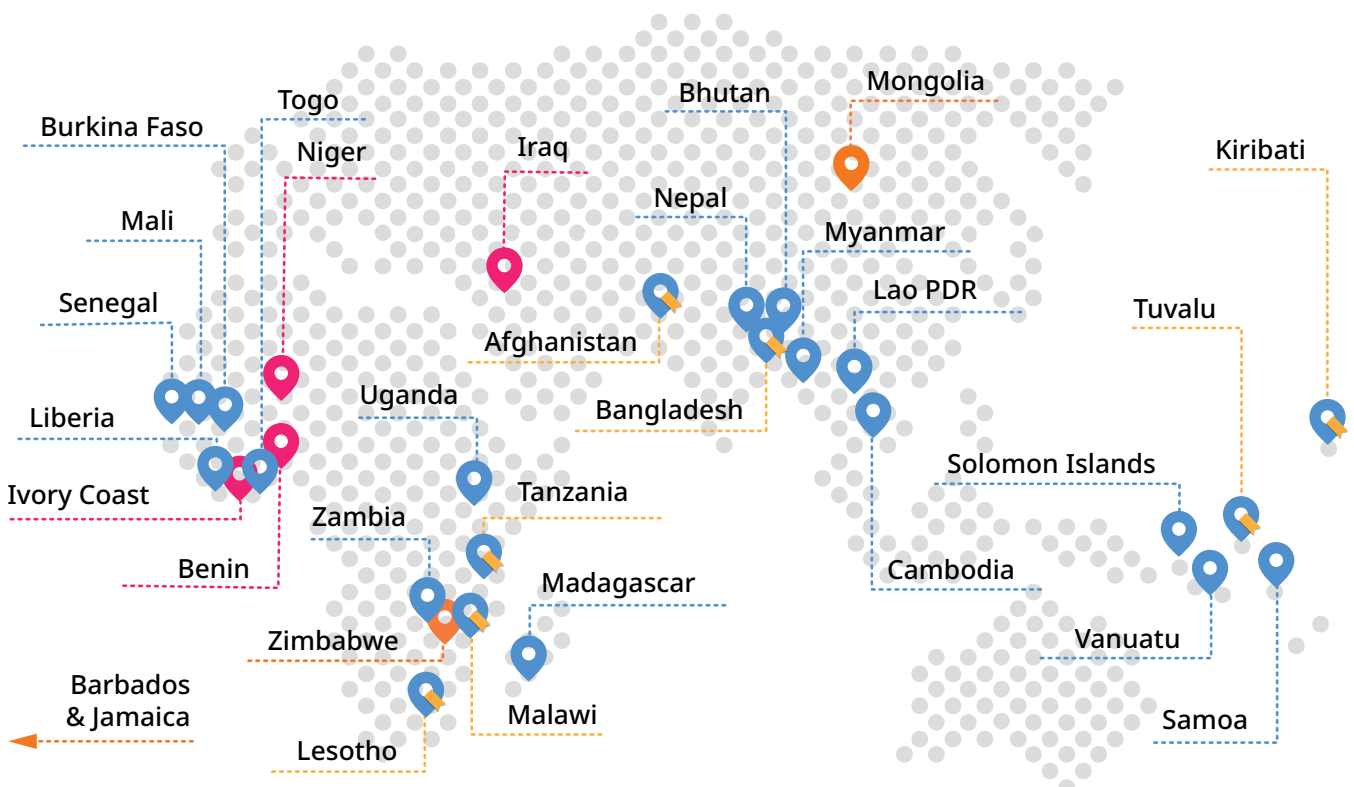 Mongolia
Bhutan
Togo
Burkina Faso
Niger
Iraq
Kiribati
Nepal
Mali
Myanmar
Lao PDR
Senegal
Tuvalu
Afghanistan
Uganda
Bangladesh
Liberia
Solomon Islands
Ivory Coast
Tanzania
Zambia
Benin
Cambodia
Madagascar
Zimbabwe
Vanuatu
Barbados
& Jamaica
Malawi
Samoa
Lesotho